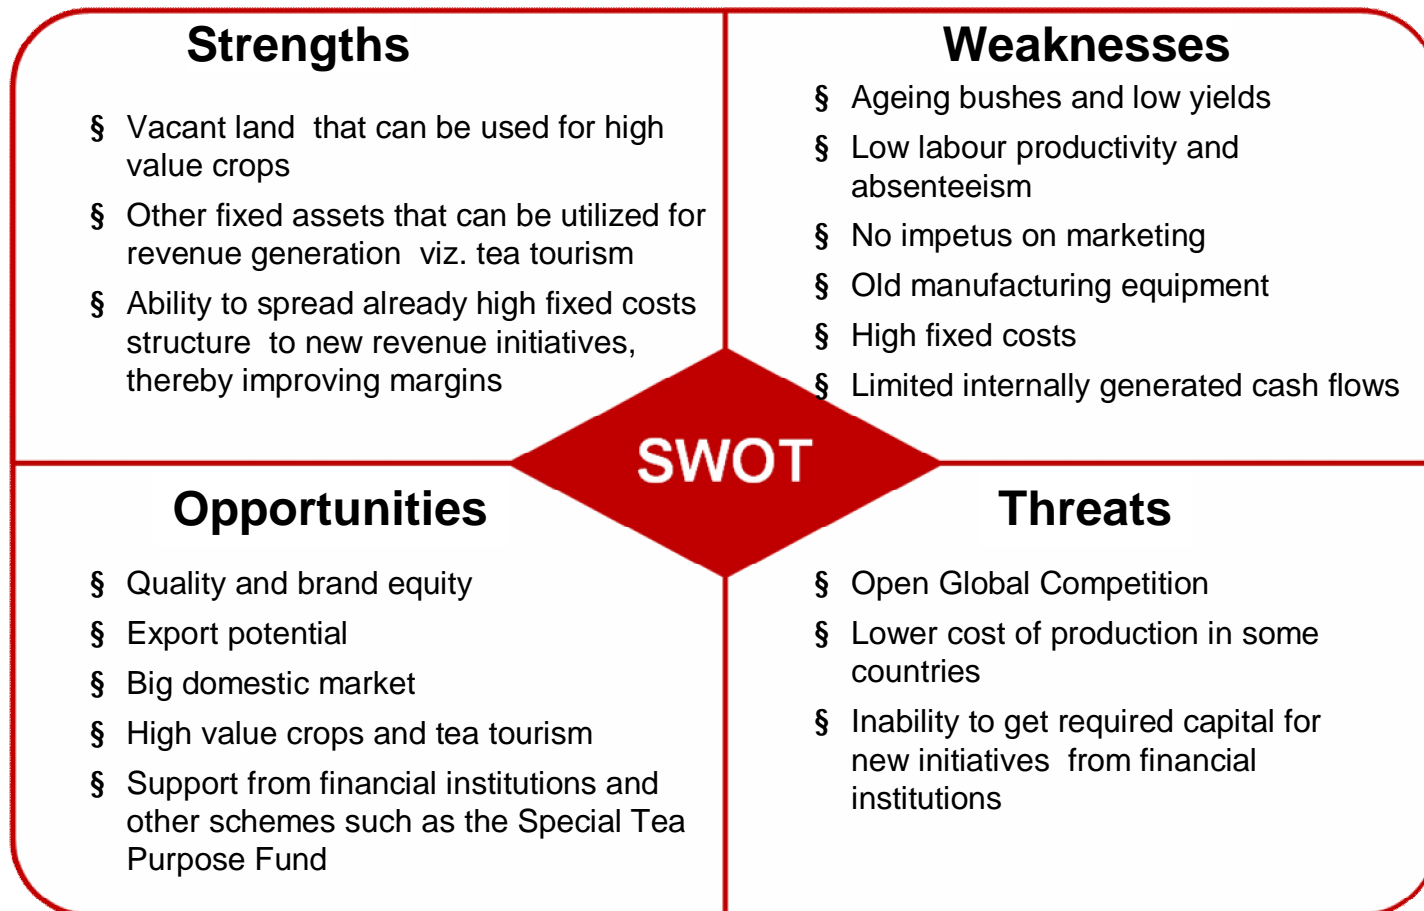 Strengths
§ Vacant land that can be used for high
value crops
§ Other fixed assets that can be utilized for
revenue generation viz. tea tourism
§ Ability to spread already high fixed costs
structure to new revenue initiatives,
thereby improving margins
Weaknesses
§ Ageing bushes and low yields
§ Low labour productivity and
absenteeism
§ No impetus on marketing
§ Old manufacturing equipment
§ High fixed costs
§ Limited internally generated cash flows
SWOT
Opportunities
§ Quality and brand equity
§ Export potential
§ Big domestic market
§ High value crops and tea tourism
§ Support from financial institutions and
other schemes such as the Special Tea
Purpose Fund
Threats
§ Open Global Competition
§ Lower cost of production in some
countries
§ Inability to get required capital for
new initiatives from financial
institutions